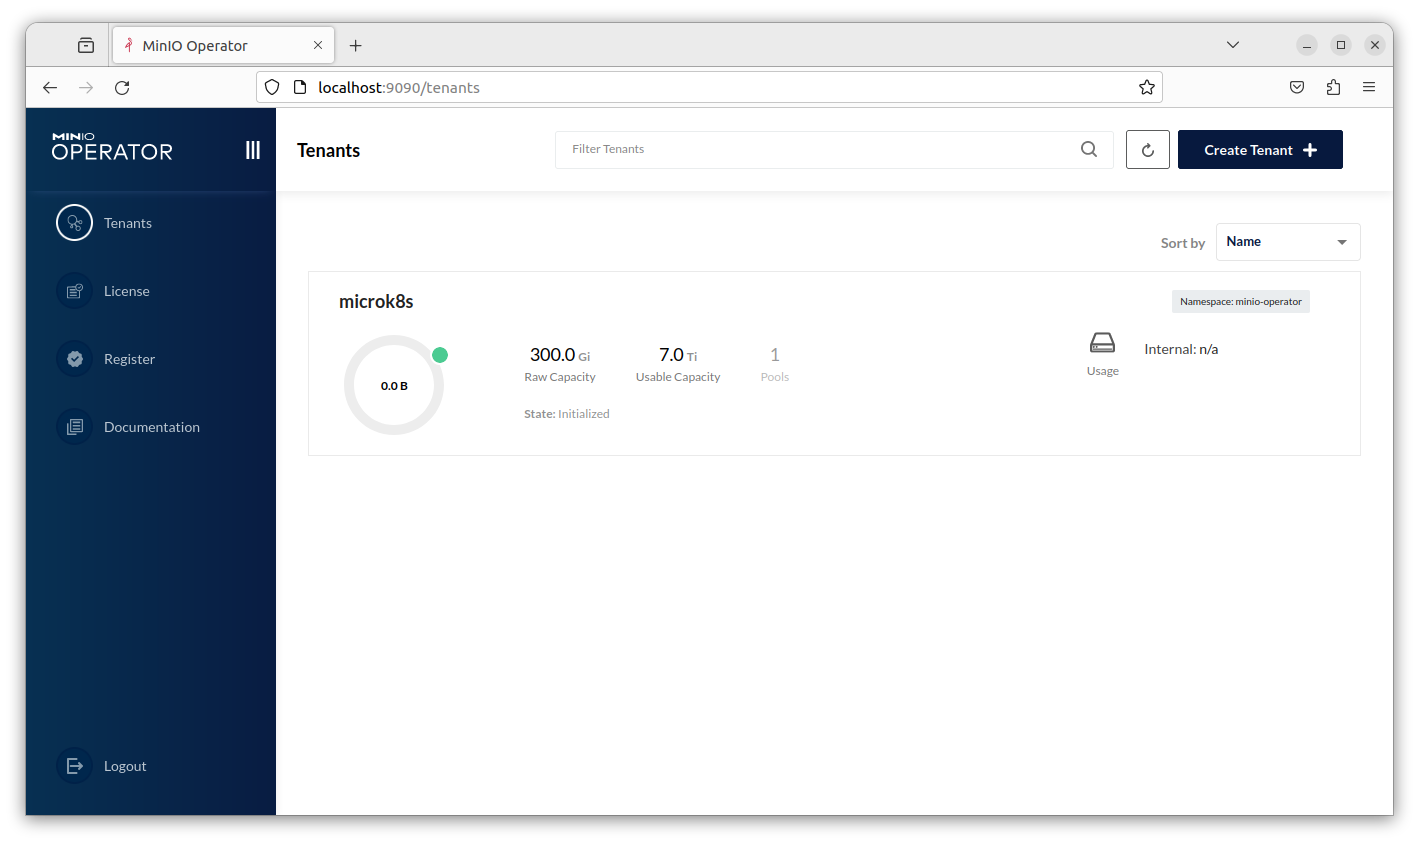 MinIO Operator
localhost:9090/tenants
MINIO
OPERATOR
Tenants
Filter Tenants
Create Tenant
Tenants
License
Register
Documentation
Logout
Sort by
Name
microk8s
Namespace: minio-operator
0.0 B
300.0 Gi
Raw Capacity
7.0 Ti
Usable Capacity
1
Pools
State: Initialized
Usage
Internal: n/a